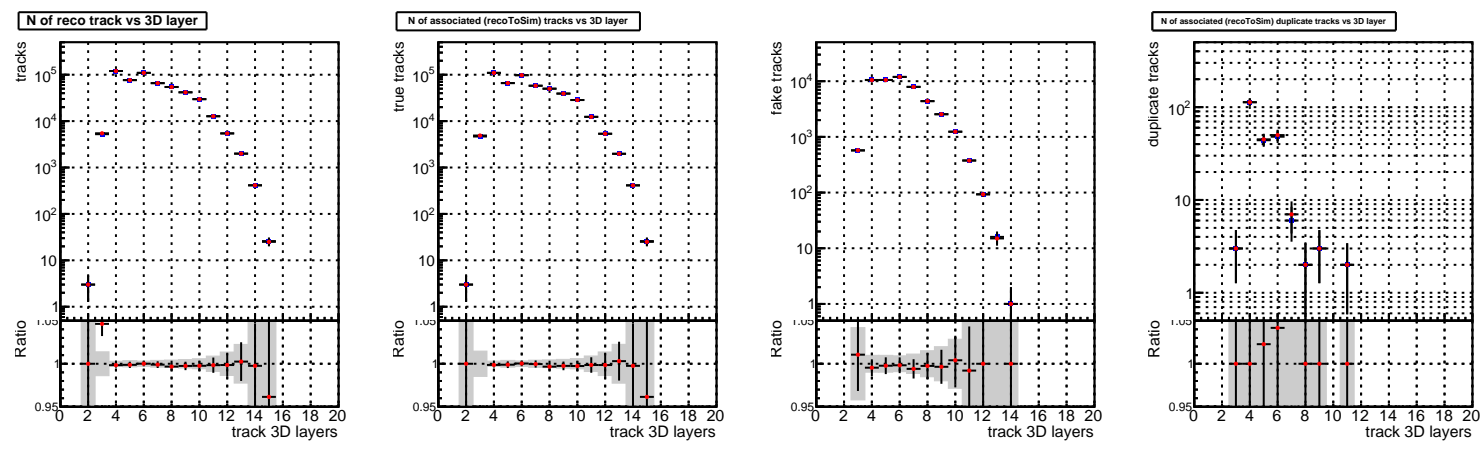 N of reco track vs 3D layer
tracks
10^5
10^4
10^3
10^2
10
1
Ratio
1.05
1
0.95
0 2 4 6 8 10 12 14 16 18 20
track 3D layers
N of associated (recoToSim) tracks vs 3D layer
true tracks
10^5
10^4
10^3
10^2
10
1
Ratio
1.05
1
0.95
0 2 4 6 8 10 12 14 16 18 20
track 3D layers
fake tracks
10^4
10^3
10^2
10
1
Ratio
1.05
1
0.95
0 2 4 6 8 10 12 14 16 18 20
track 3D layers
N of associated (recoToSim) duplicate tracks vs 3D layer
duplicate tracks
10^2
10
1
Ratio
1.05
1
0.95
0 2 4 6 8 10 12 14 16 18 20
track 3D layers